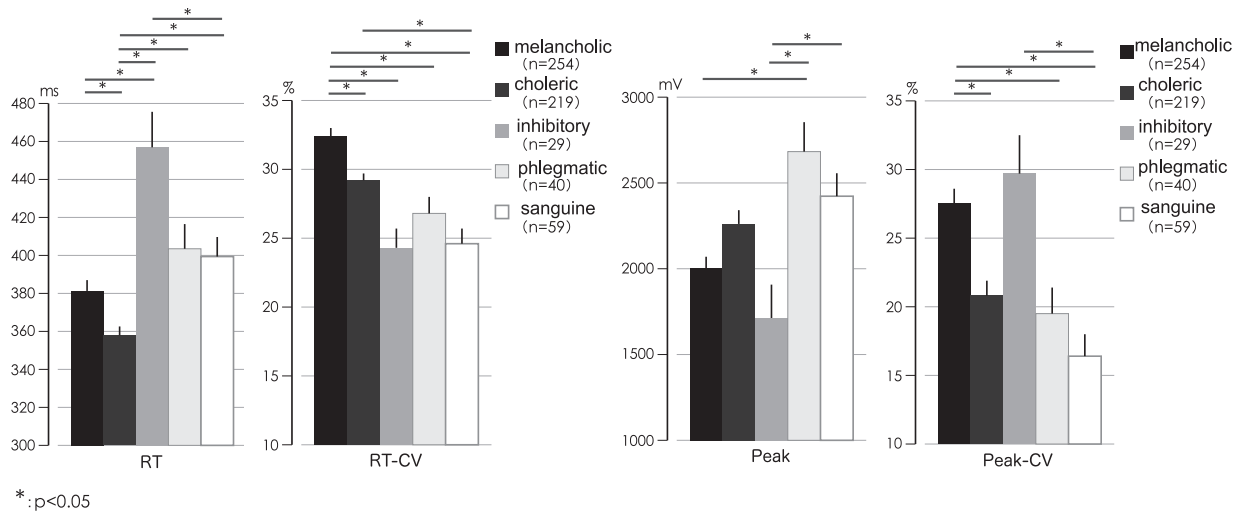 * * * * * * *
ms
480
460
440
420
400
380
360
340
320
300
RT
* * * * *
%
35
30
25
20
15
10
RT-CV
melancholic
(n=254)
choleric
(n=219)
inhibitory
(n=29)
phlegmatic
(n=40)
sanguine
(n=59)
* * *
mV
3000
2500
2000
1500
1000
Peak
* * * *
%
35
30
25
20
15
10
Peak-CV
melancholic
(n=254)
choleric
(n=219)
inhibitory
(n=29)
phlegmatic
(n=40)
sanguine
(n=59)
*:p<0.05